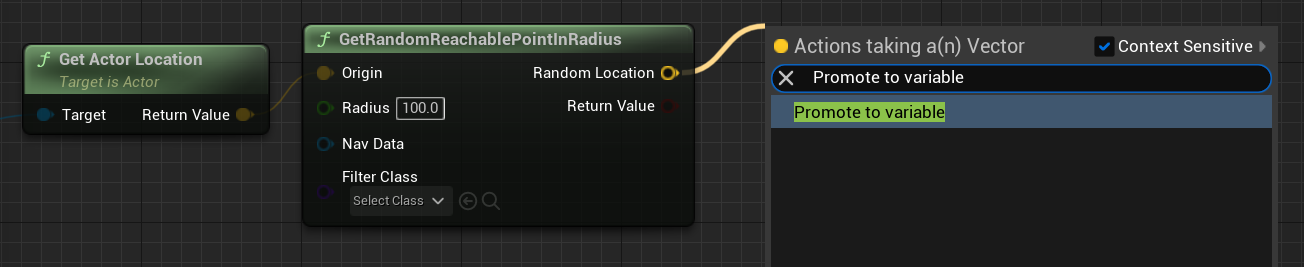 Get Actor Location
Target is Actor
Target
Return Value
GetRandomReachablePointInRadius
Origin
Random Location
Radius 100.0
Return Value
Nav Data
Filter Class
Select Class
Actions taking a(n) Vector
Context Sensitive
Promote to variable
Promote to variable